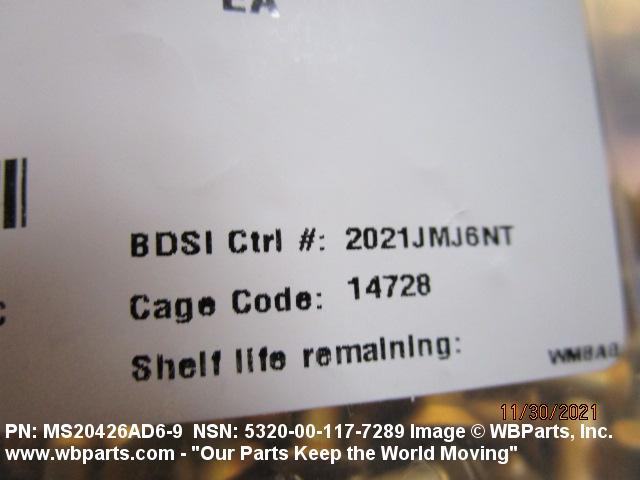 EA
BDSI Ctrl #: 2021JMJ6NT
Cage Code: 14728
Shelf life remaining:
11/30/2021
PN: MS20426AD6-9 NSN: 5320-00-117-7289 Image © WBParts, Inc.
www.wbparts.com - "Our Parts Keep the World Moving"